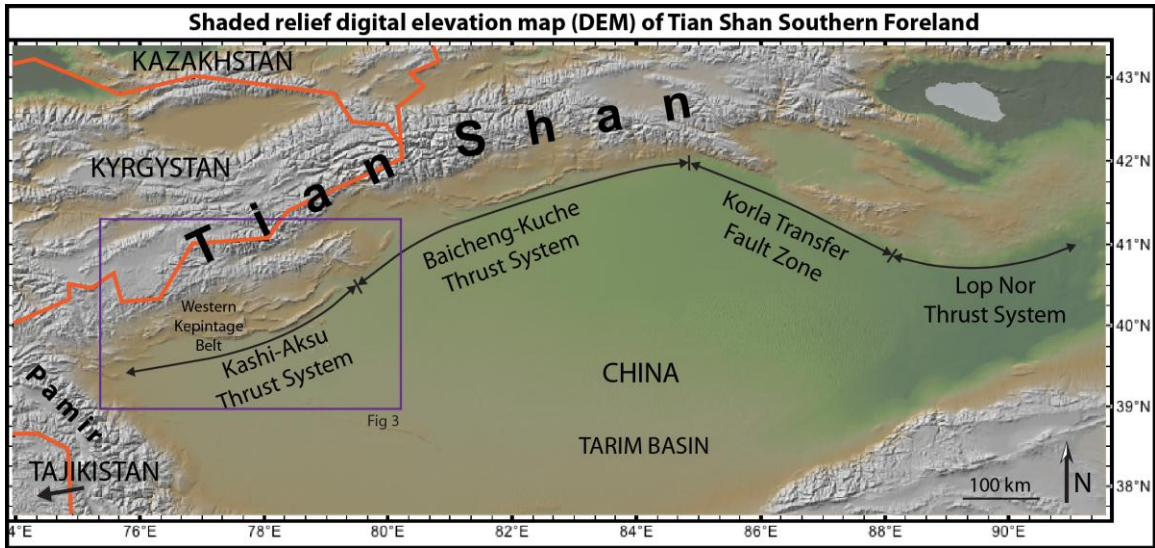 Shaded relief digital elevation map (DEM) of Tian Shan Southern Foreland
KAZAKHSTAN
KYRGYSTAN
Tian Shan
43°N
42°N
41°N
40°N
39°N
38°N
Baicheng-Kuche
Thrust System
Korla Transfer
Fault Zone
Lop Nor
Thrust System
Western
Kepintage
Belt
Kashi-Aksu
Thrust System
Fig 3
CHINA
TARIM BASIN
Pamir
TAJIKISTAN
100 km
N
4°E
76°E
78°E
80°E
82°E
84°E
86°E
88°E
90°E